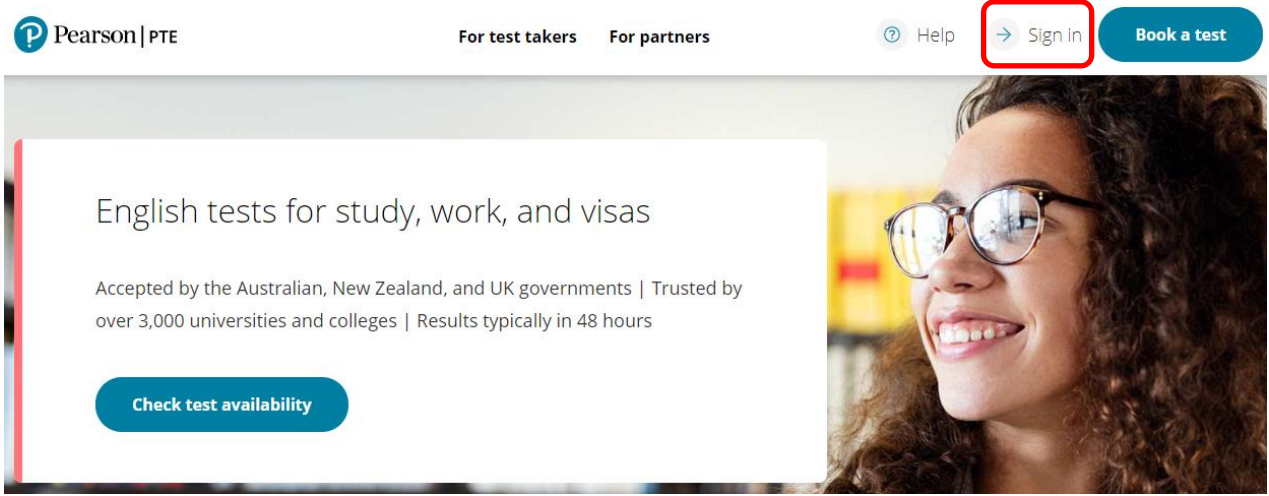 Pearson | PTE
For test takers
For partners
Help
Sign in
Book a test
English tests for study, work, and visas
Accepted by the Australian, New Zealand, and UK governments | Trusted by
over 3,000 universities and colleges | Results typically in 48 hours
Check test availability